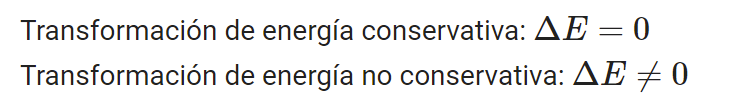 Transformación de energía conservativa: ΔE = 0
Transformación de energía no conservativa: ΔE ≠ 0